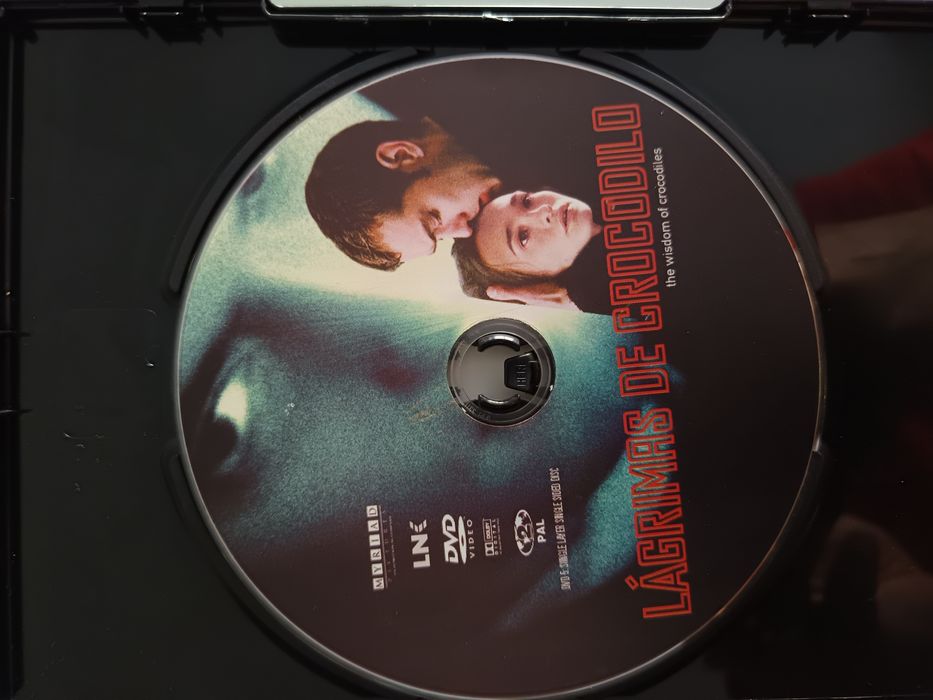 LÁGRIMAS DE CROCODILO
the wisdom of crocodiles
MYRIAD
LNK
DVD
VIDEO
DOLBY
DIGITAL
2
PAL
DVD 5: SINGLE LAYER SINGLE SIDED DISC